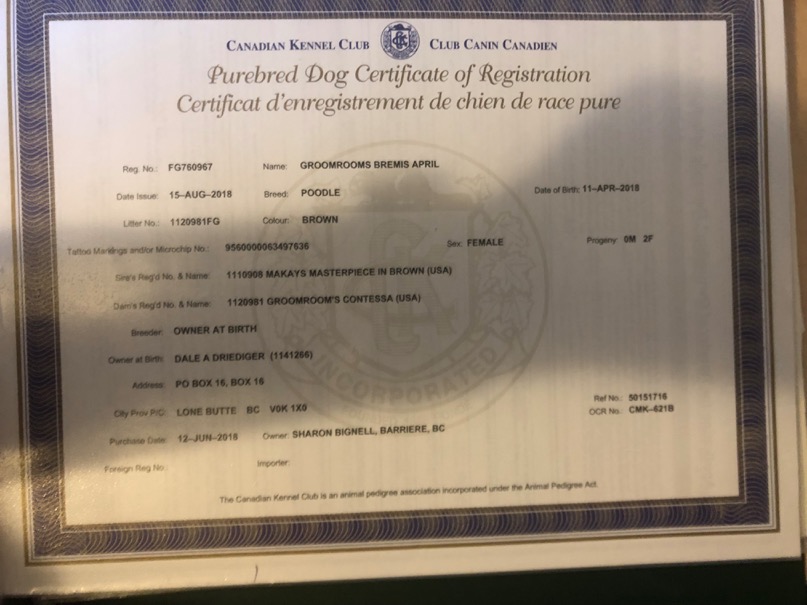 CANADIAN KENNEL CLUB CLUB CANIN CANADIEN
Purebred Dog Certificate of Registration
Certificat d'enregistrement de chien de race pure
Reg. No.: FG760967 Name: GROOMROOMS BREMIS APRIL
Date Issue: 15-AUG-2018 Breed: POODLE Date of Birth: 11-APR-2018
Litter No.: 1120981FG Colour: BROWN
Tattoo Markings and/or Microchip No.: 9560000063497636 Sex: FEMALE Progeny: 0M 2F
Sire's Reg'd No. & Name: 1110908 MAKAYS MASTERPIECE IN BROWN (USA)
Dam's Reg'd No. & Name: 1120981 GROOMROOM'S CONTESSA (USA)
Breeder: OWNER AT BIRTH
Owner at Birth: DALE A DRIEDIGER (1141266)
Address: PO BOX 16, BOX 16
City Prov P/C: LONE BUTTE BC V0K 1X0
Ref No.: 50151716
OCR No. CMK-621B
Purchase Date: 12-JUN-2018 Owner: SHARON BIGNELL, BARRIERE, BC
Foreign Reg No.: Importer:
The Canadian Kennel Club is an animal pedigree association incorporated under the Animal Pedigree Act.
INCORPORATED